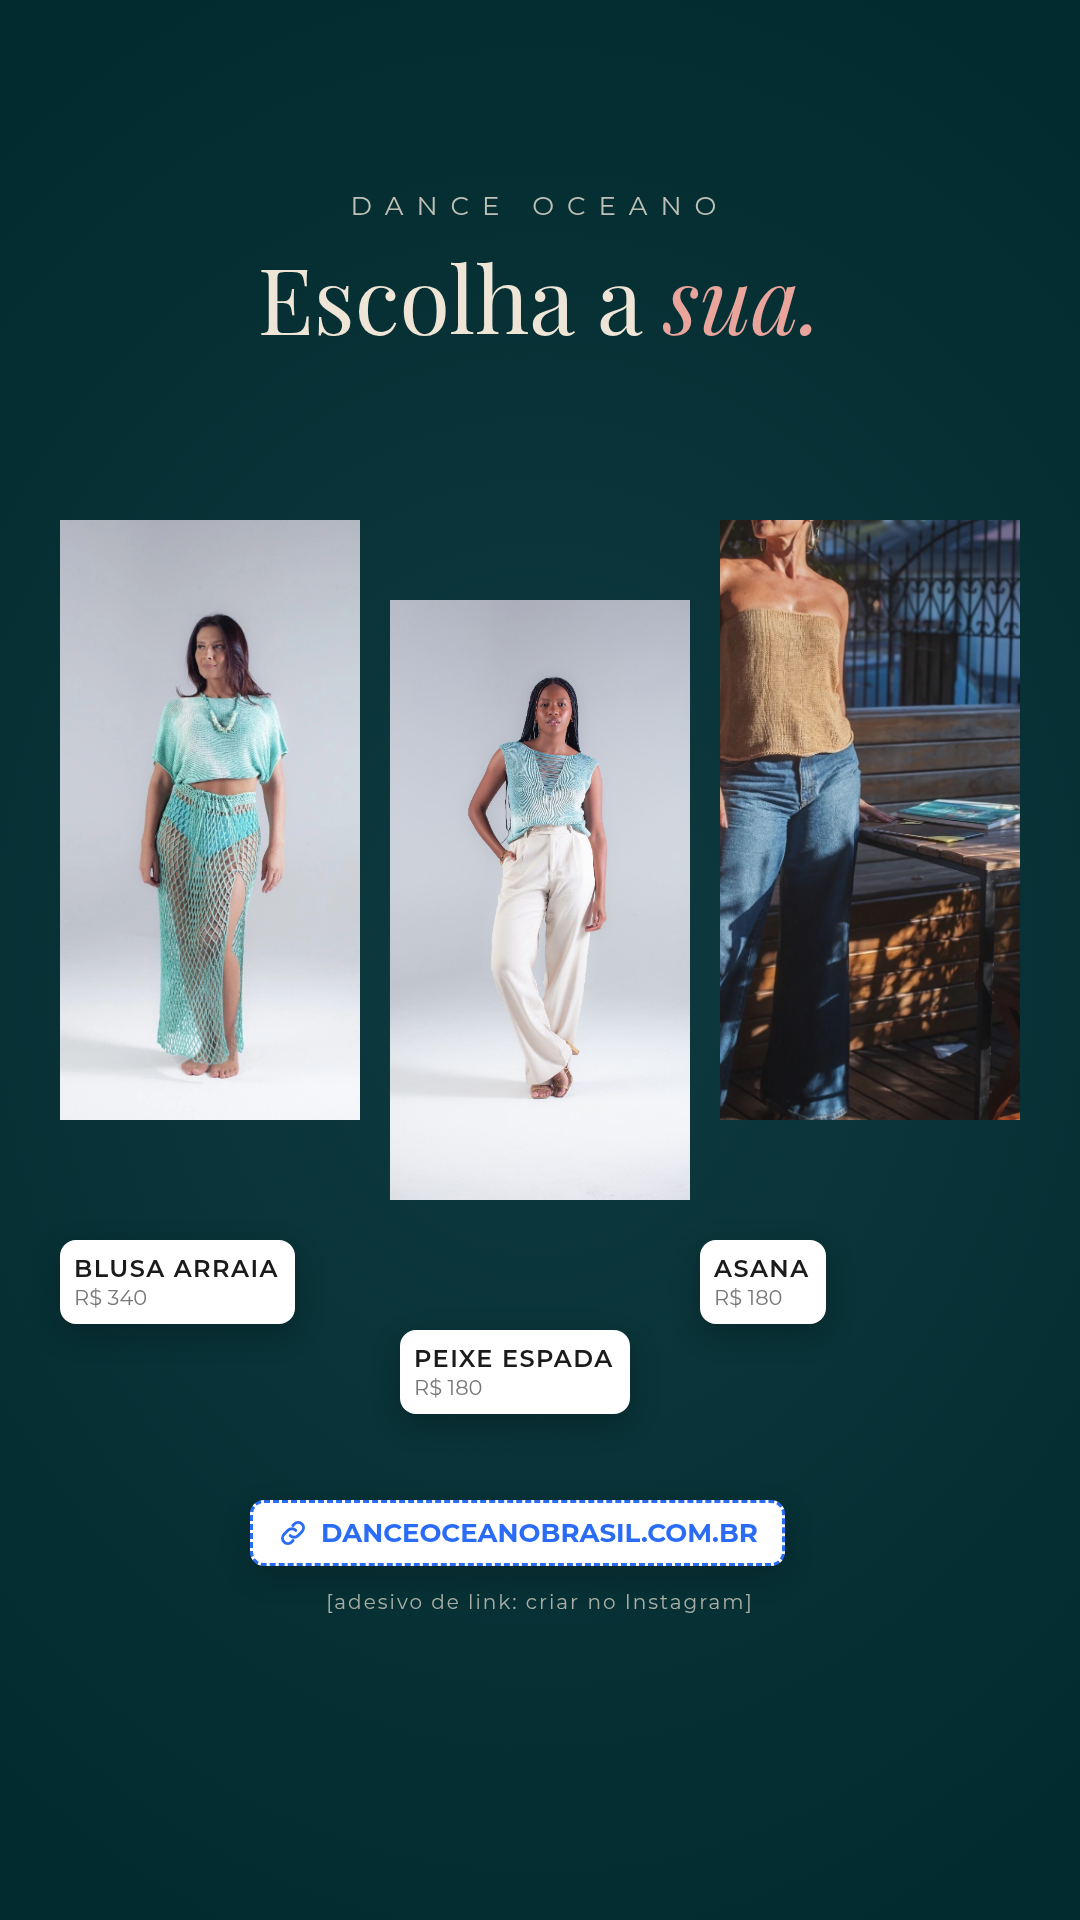 DANCE OCEANO
Escolha a sua.
BLUSA ARRAIA
R$ 340
ASANA
R$ 180
PEIXE ESPADA
R$ 180
DANCEOCEANOBRASIL.COM.BR
[adesivo de link: criar no Instagram]